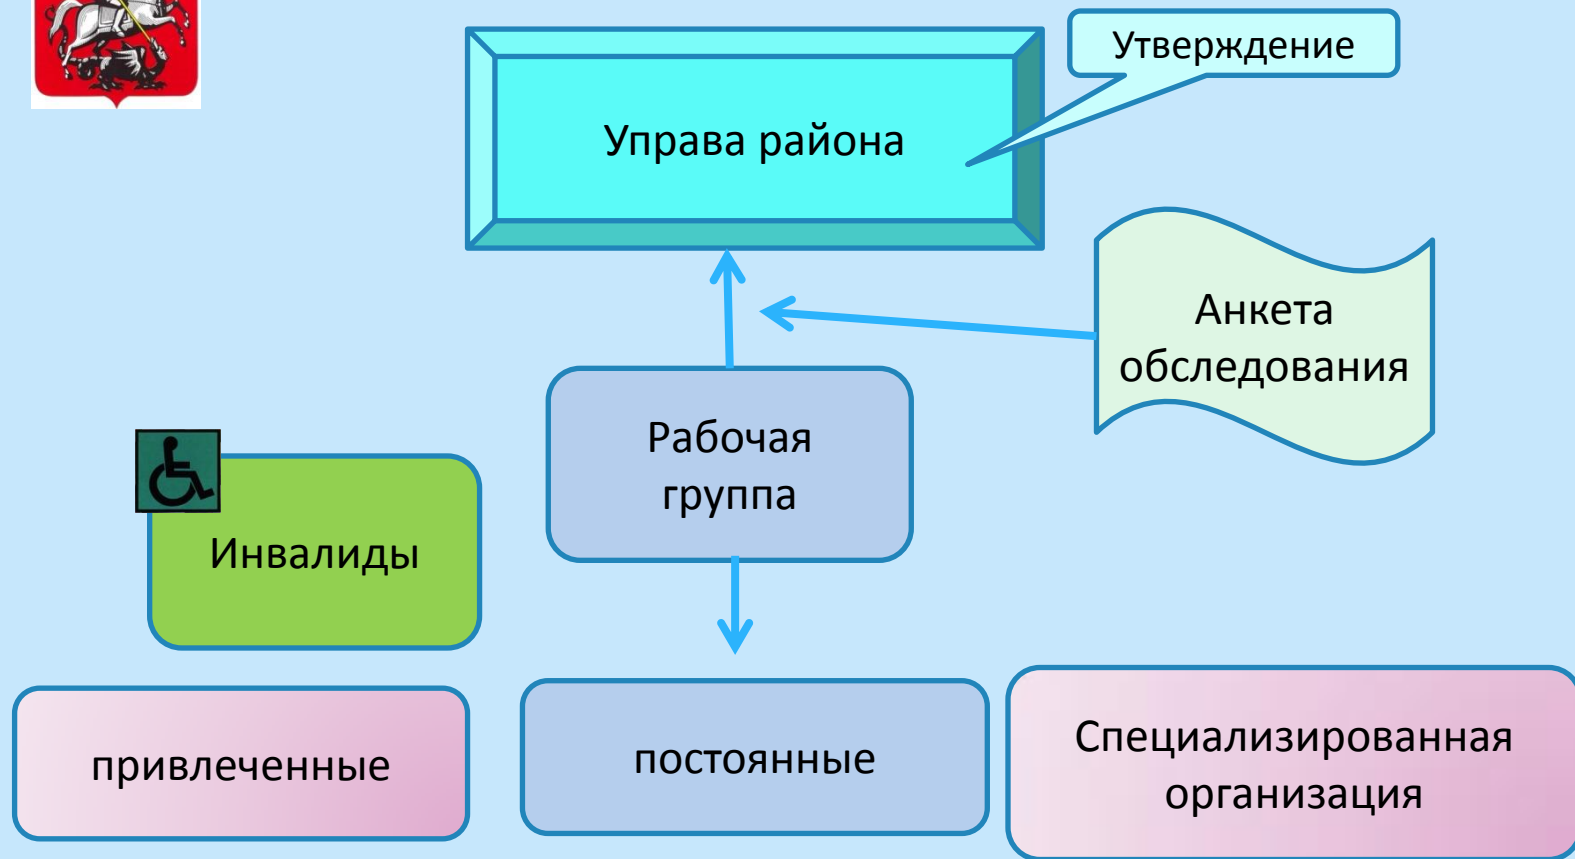 Утверждение
Управа района
Анкета
обследования
Рабочая
группа
Инвалиды
привлеченные
постоянные
Специализированная
организация